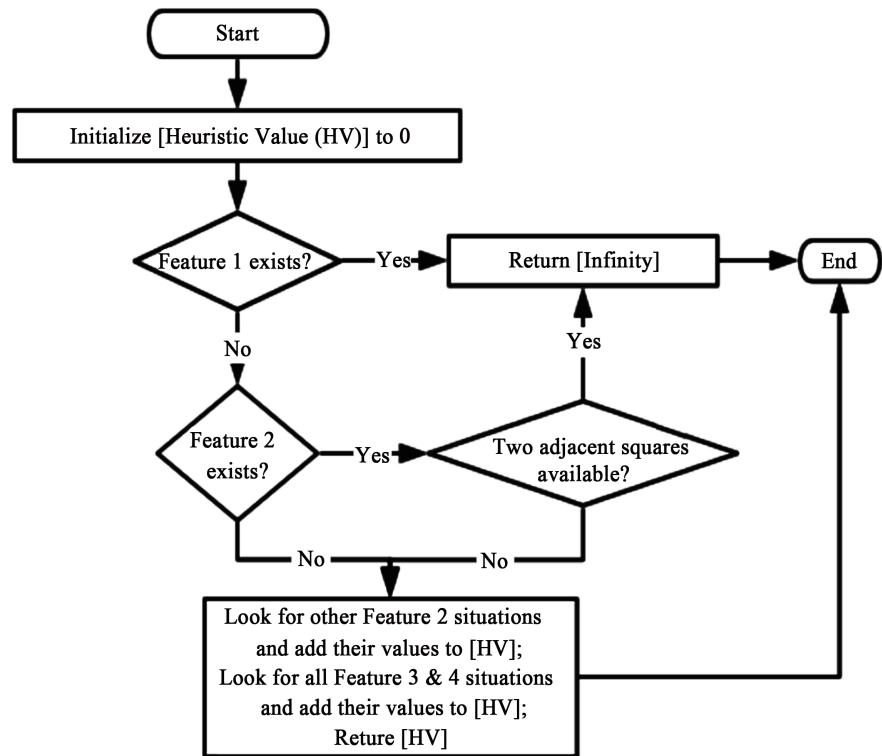 Start
Initialize [Heuristic Value (HV)] to 0
Feature 1 exists?
Yes
Return [Infinity]
End
No
Yes
Feature 2
exists?
Yes
Two adjacent squares
available?
No
No
Look for other Feature 2 situations
and add their values to [HV];
Look for all Feature 3 & 4 situations
and add their values to [HV];
Reture [HV]